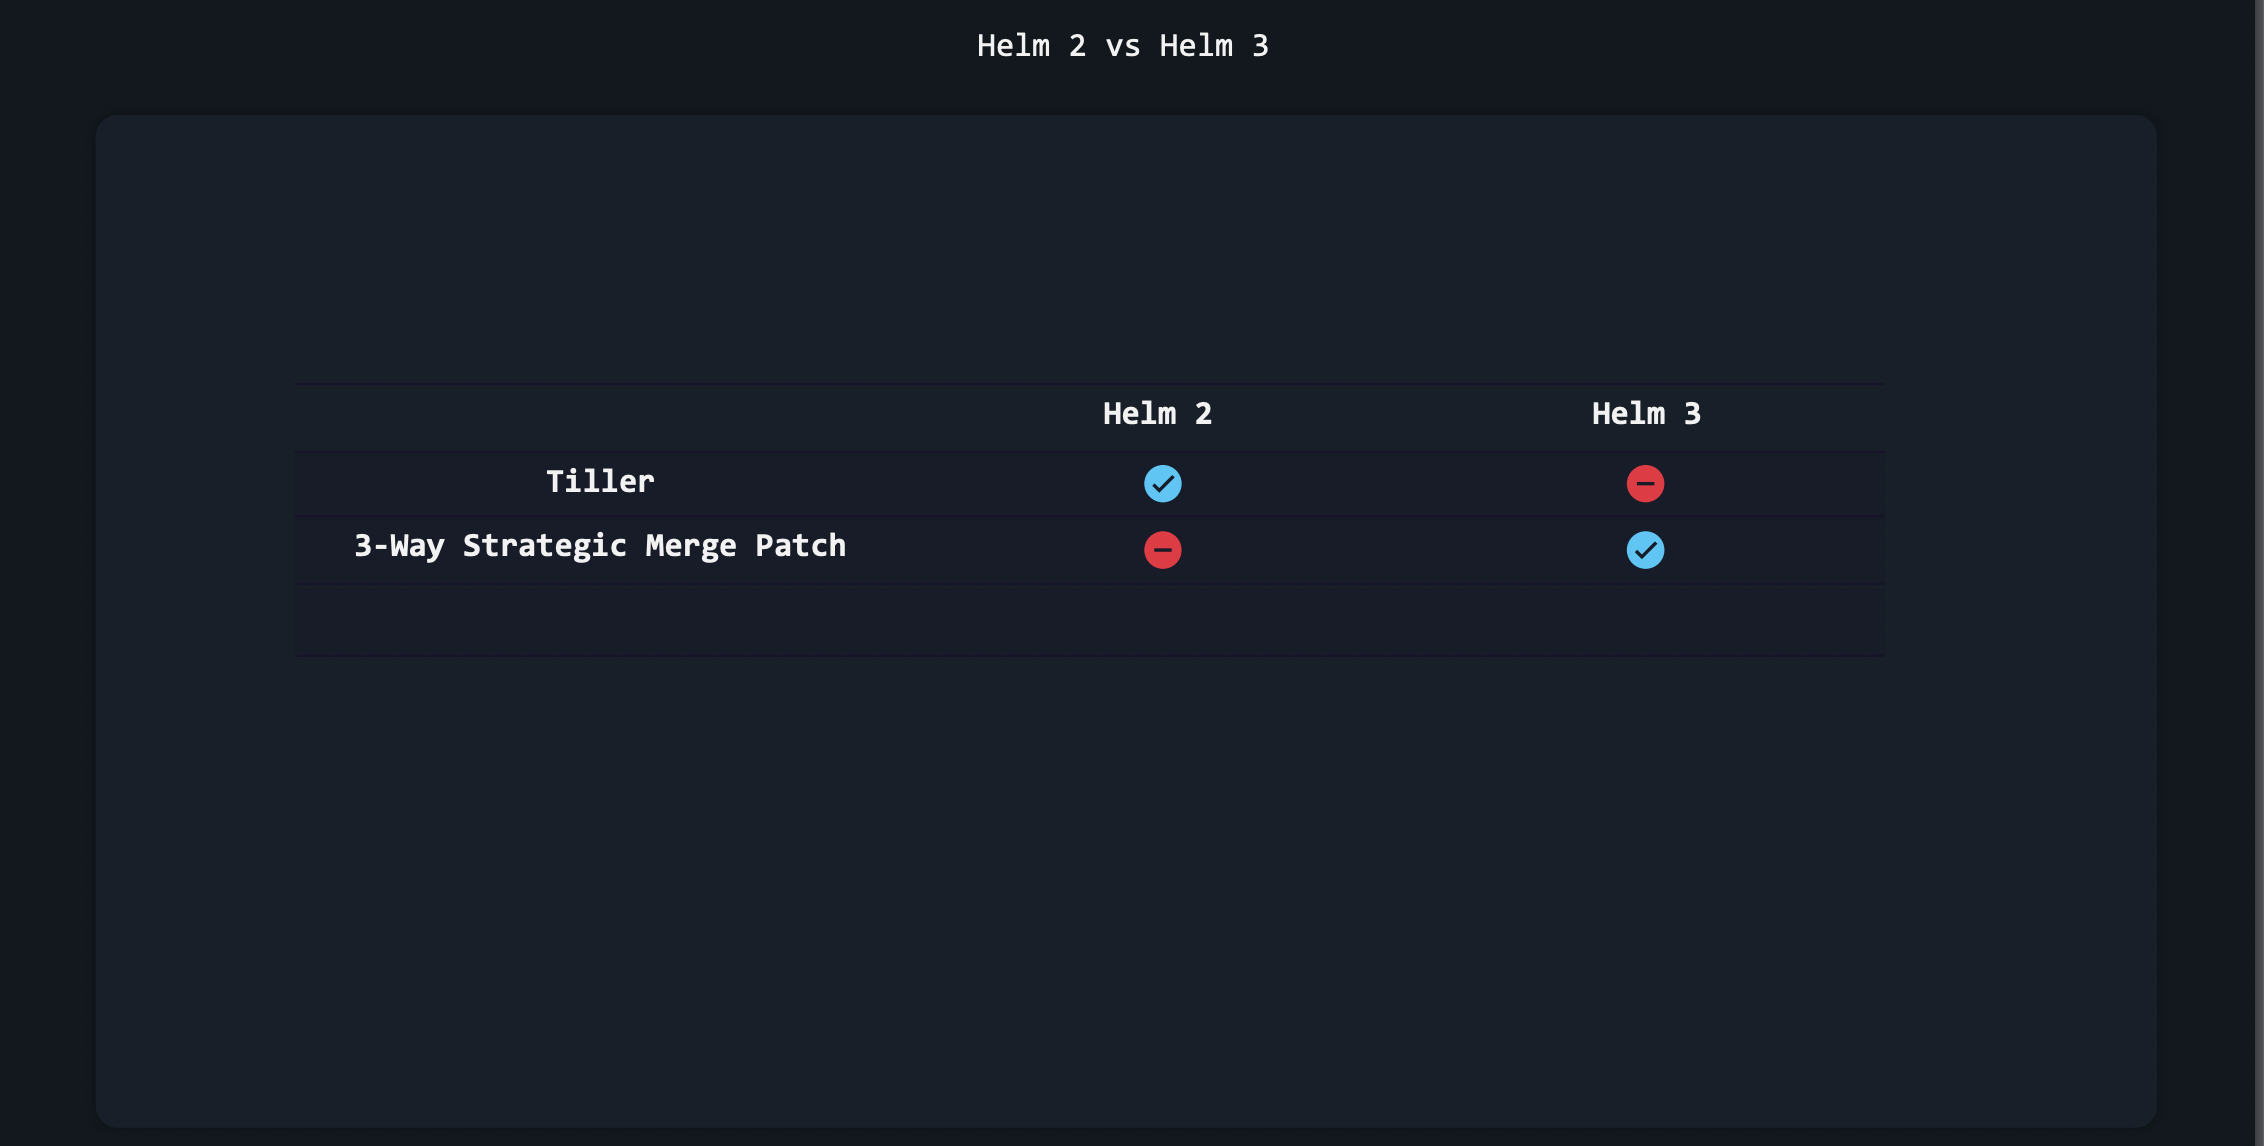 Helm 2 vs Helm 3
Helm 2 Helm 3
Tiller
3-Way Strategic Merge Patch